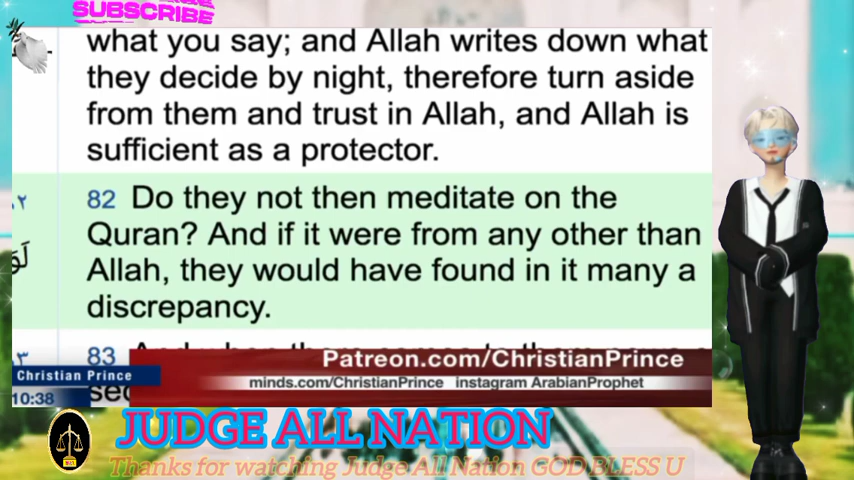 SUBSCRIBE
what you say; and Allah writes down what
they decide by night, therefore turn aside
from them and trust in Allah, and Allah is
sufficient as a protector.
82 Do they not then meditate on the
Quran? And if it were from any other than
Allah, they would have found in it many a
discrepancy.
83
Patreon.com/ChristianPrince
Christian Prince
minds.com/ChristianPrince instagram ArabianProphet
10:38
JUDGE ALL NATION
Thanks for watching Judge All Nation GOD BLESS U